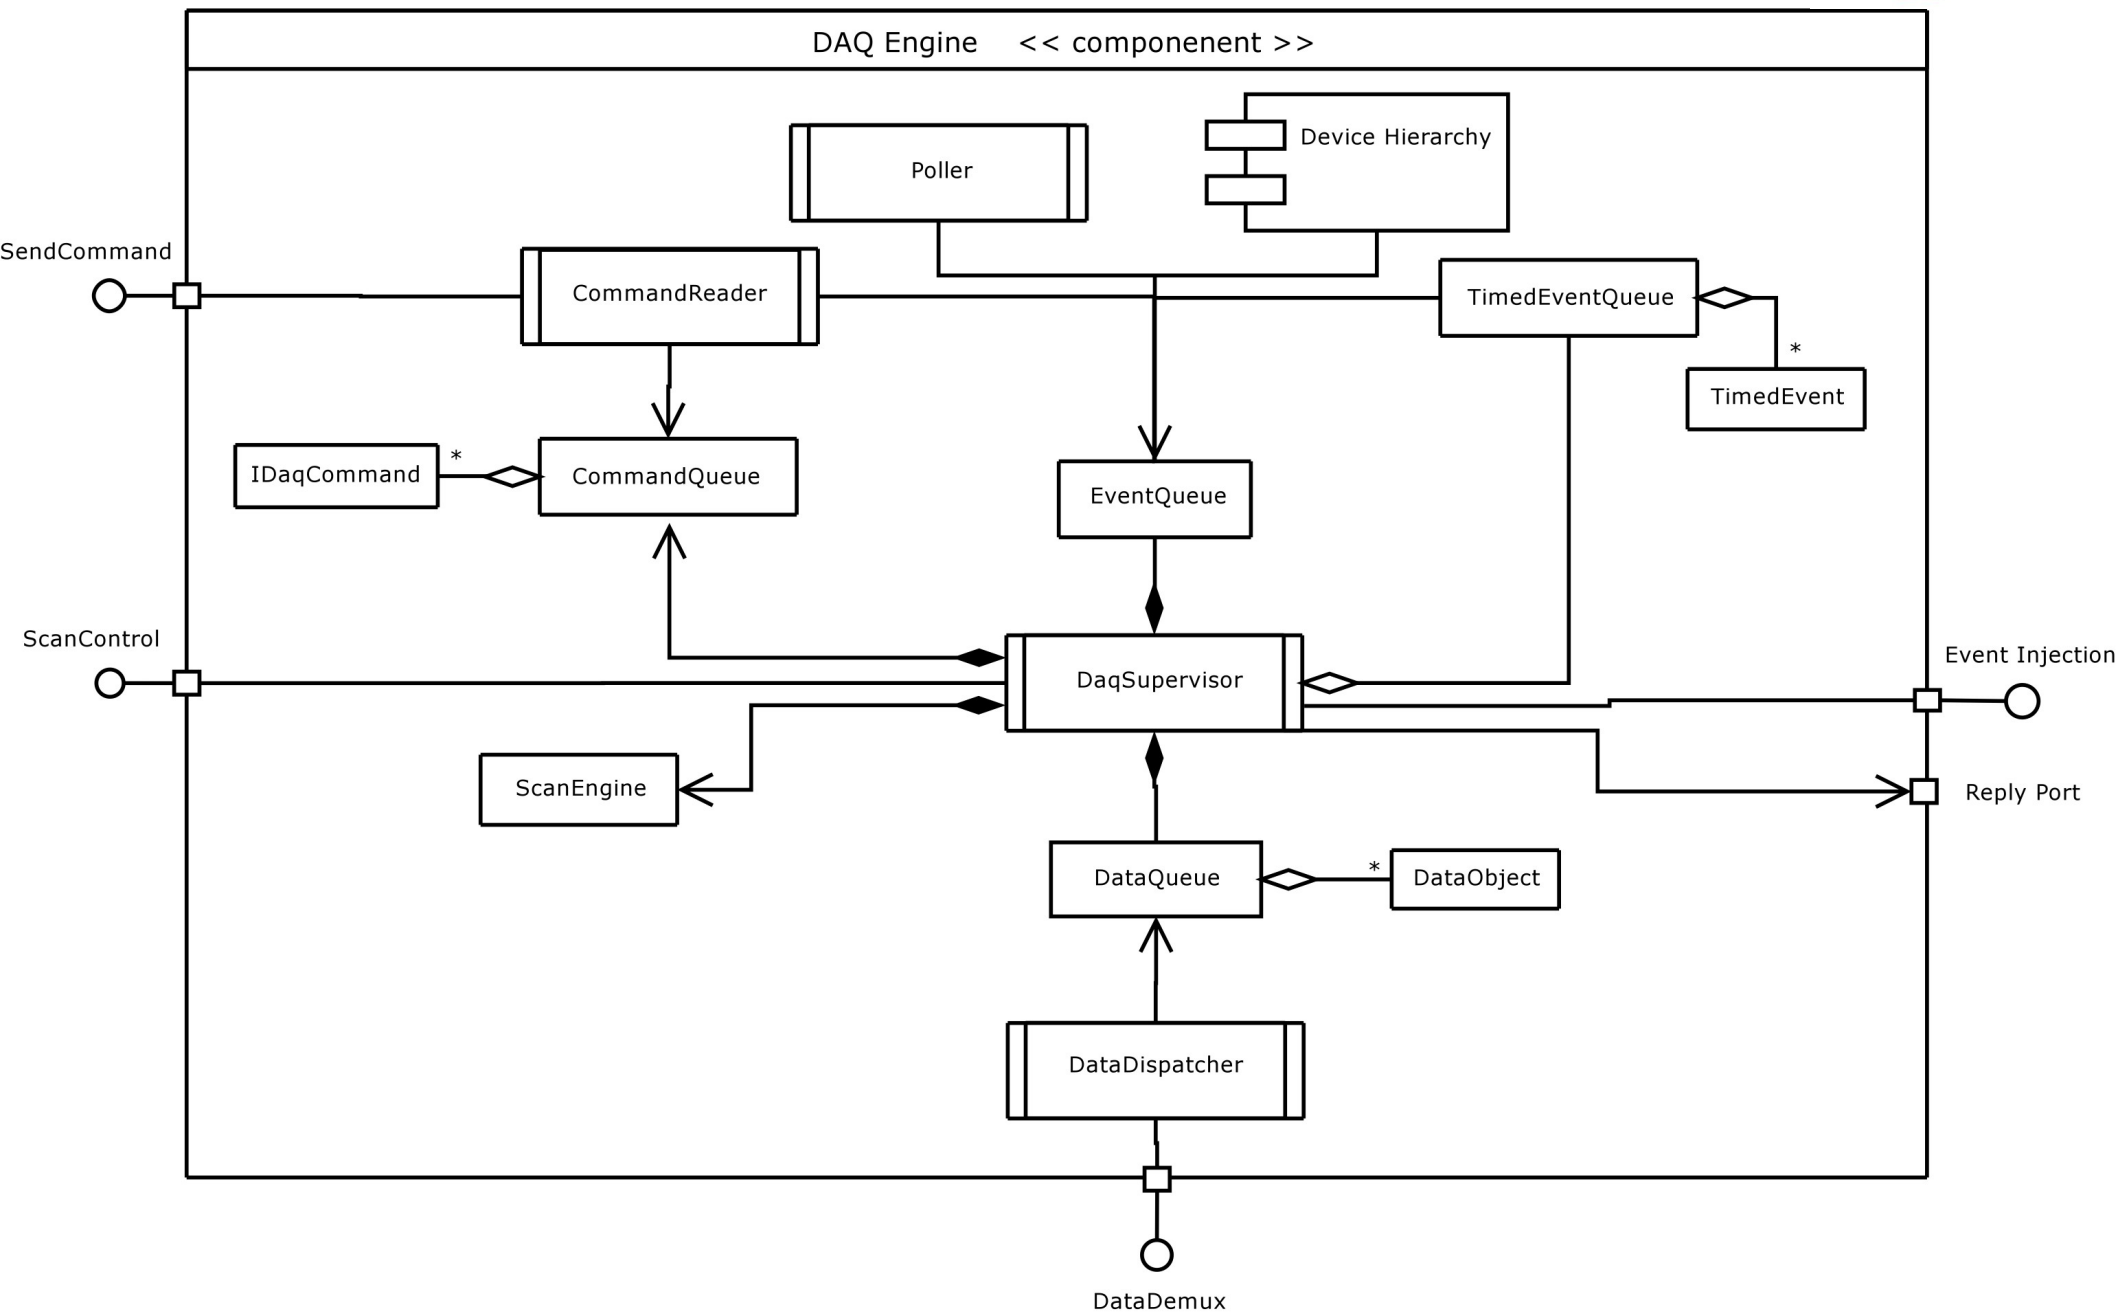 DAQ Engine << componenent >>
Device Hierarchy
Poller
SendCommand
CommandReader
TimedEventQueue
*
TimedEvent
*
IDaqCommand
CommandQueue
EventQueue
ScanControl
Event Injection
DaqSupervisor
ScanEngine
Reply Port
*
DataQueue
DataObject
DataDispatcher
DataDemux